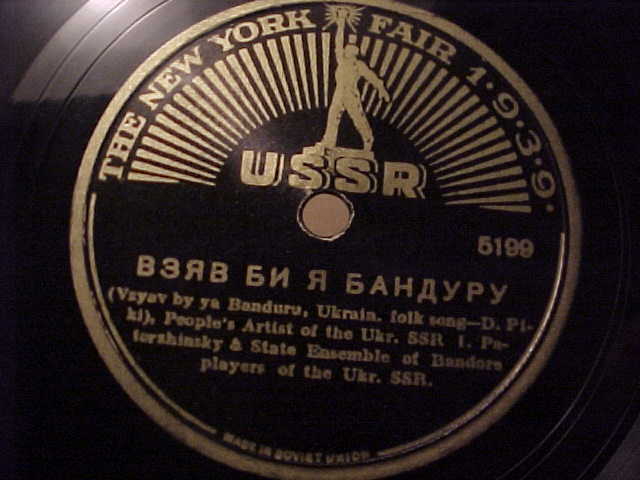 THE NEW YORK FAIR 1·9·3·9·
USSR
5199
ВЗЯВ БИ Я БАНДУРУ
(Vzyav by ya Banduru, Ukrain. folk song—D. Pi-
ki), People's Artist of the Ukr. SSR I. Pa-
torzhinsky & State Ensemble of Bandore
players of the Ukr. SSR.
MADE IN SOVIET UNION